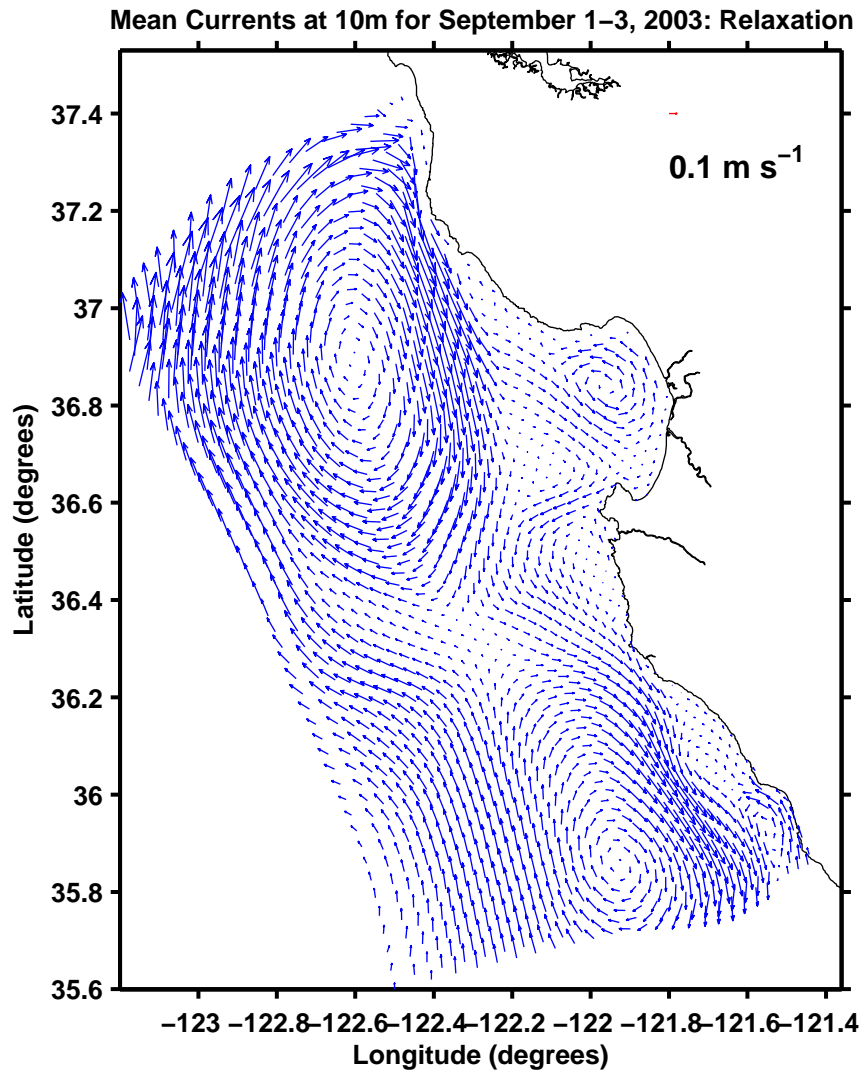 Mean Currents at 10m for September 1−3, 2003: Relaxation
0.1 m s⁻¹
37.4
37.2
37
36.8
36.6
36.4
36.2
36
35.8
35.6
Latitude (degrees)
−123 −122.8 −122.6 −122.4 −122.2 −122 −121.8 −121.6 −121.4
Longitude (degrees)